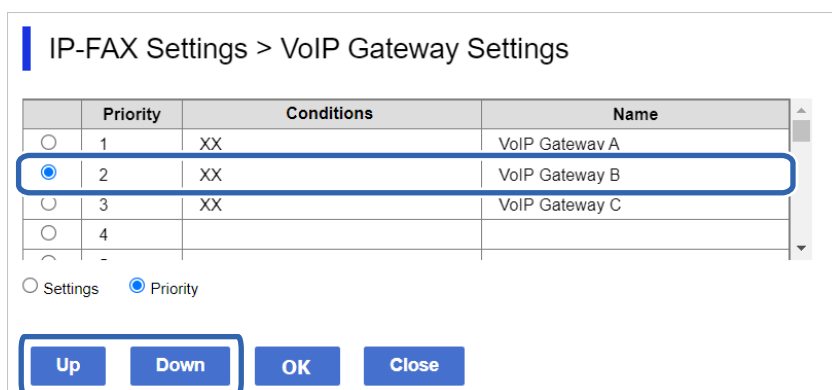 IP-FAX Settings > VoIP Gateway Settings
Priority Conditions Name
1 XX VoIP Gateway A
2 XX VoIP Gateway B
3 XX VoIP Gateway C
4
Settings Priority
Up Down OK Close